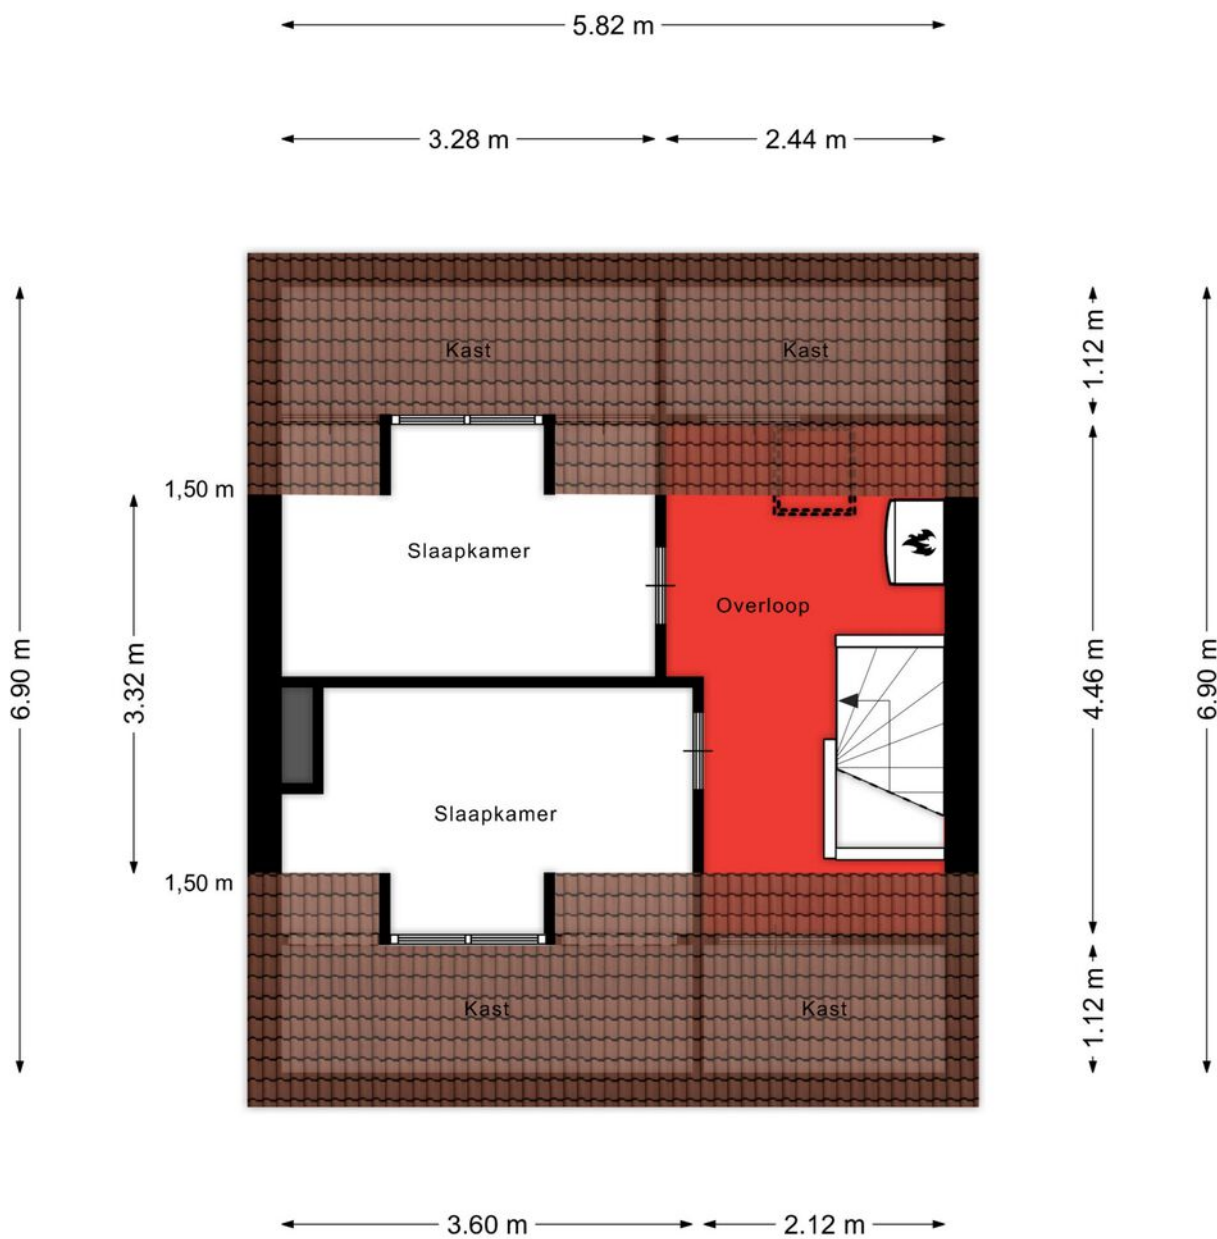 5.82 m
3.28 m
2.44 m
Kast
Kast
1.12 m
1,50 m
Slaapkamer
Overloop
6.90 m
3.32 m
4.46 m
6.90 m
Slaapkamer
1,50 m
Kast
Kast
1.12 m
3.60 m
2.12 m